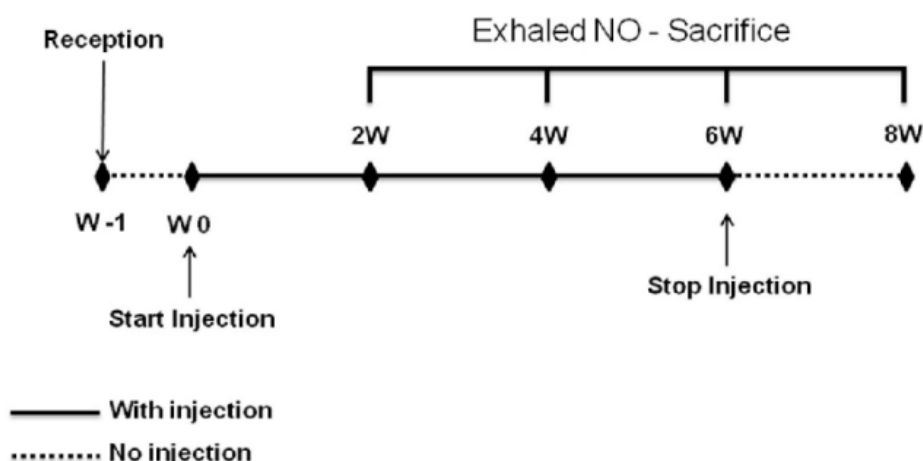 Reception
Exhaled NO - Sacrifice
2W
4W
6W
8W
W -1
W 0
Start Injection
Stop Injection
With injection
No injection